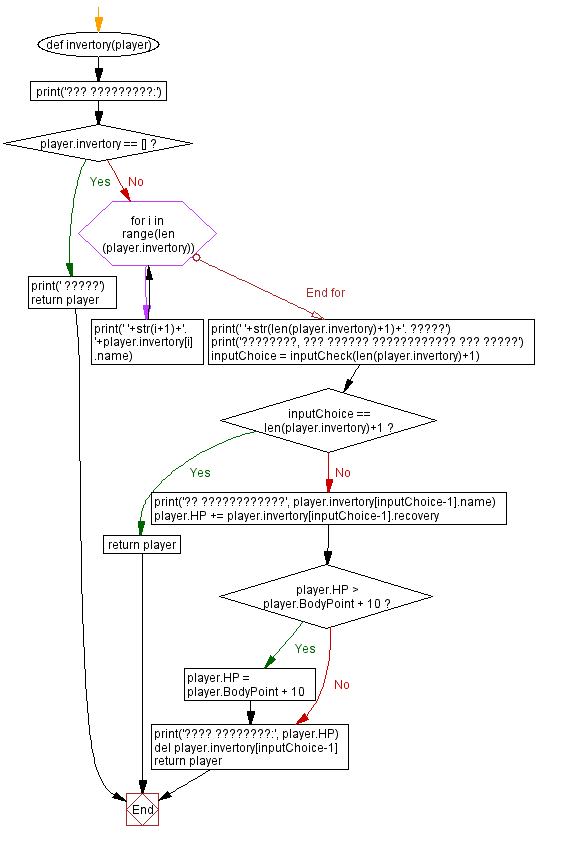 def invertory(player)
print('??? ?????????:')
player.invertory == [] ?
Yes
No
for i in
range(len
(player.invertory))
print(' ?????')
return player
End for
print(' '+str(i+1)+'.
'+player.invertory[i]
.name)
print(' '+str(len(player.invertory)+1)+'. ?????')
print('????????, ??? ?????? ???????????? ??? ?????')
inputChoice = inputCheck(len(player.invertory)+1)
inputChoice ==
len(player.invertory)+1 ?
Yes
No
print('?? ????????????', player.invertory[inputChoice-1].name)
player.HP += player.invertory[inputChoice-1].recovery
return player
player.HP >
player.BodyPoint + 10 ?
Yes
No
player.HP =
player.BodyPoint + 10
print('???? ????????:', player.HP)
del player.invertory[inputChoice-1]
return player
End